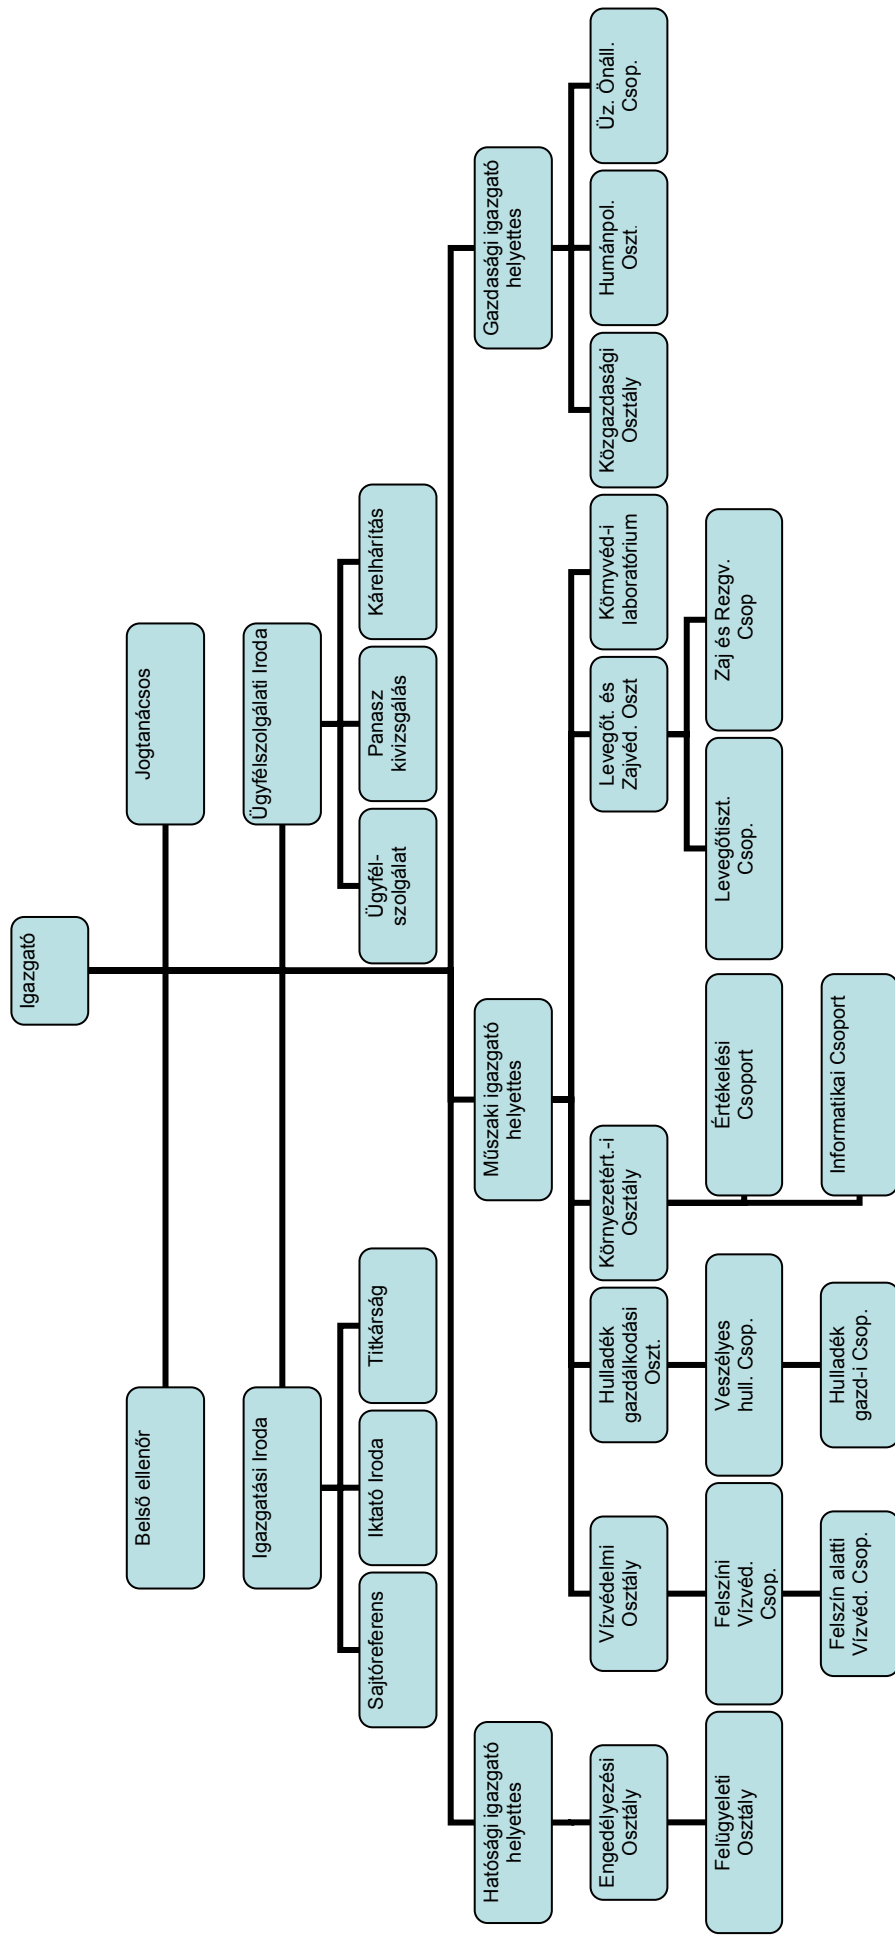 Igazgató
Belső ellenőr
Jogtanácsos
Igazgatási Iroda
Ügyfélszolgálati Iroda
Sajtóreferens
Iktató Iroda
Titkárság
Ügyfél-
szolgálat
Panasz
kivizsgálás
Kárelhárítás
Hatósági igazgató
helyettes
Műszaki igazgató
helyettes
Gazdasági igazgató
helyettes
Engedélyezési
Osztály
Vízvédelmi
Osztály
Hulladék
gazdálkodási
Oszt.
Környezetért.-i
Osztály
Levegőt. és
Zajvéd. Oszt
Környvéd-i
laboratórium
Közgazdasági
Osztály
Humánpol.
Oszt.
Üz. Önáll.
Csop.
Felügyeleti
Osztály
Felszíni
Vízvéd.
Csop.
Veszélyes
hull. Csop.
Értékelési
Csoport
Levegőtiszt.
Csop.
Zaj és Rezgv.
Csop
Felszín alatti
Vízvéd. Csop.
Hulladék
gazd-i Csop.
Informatikai Csoport